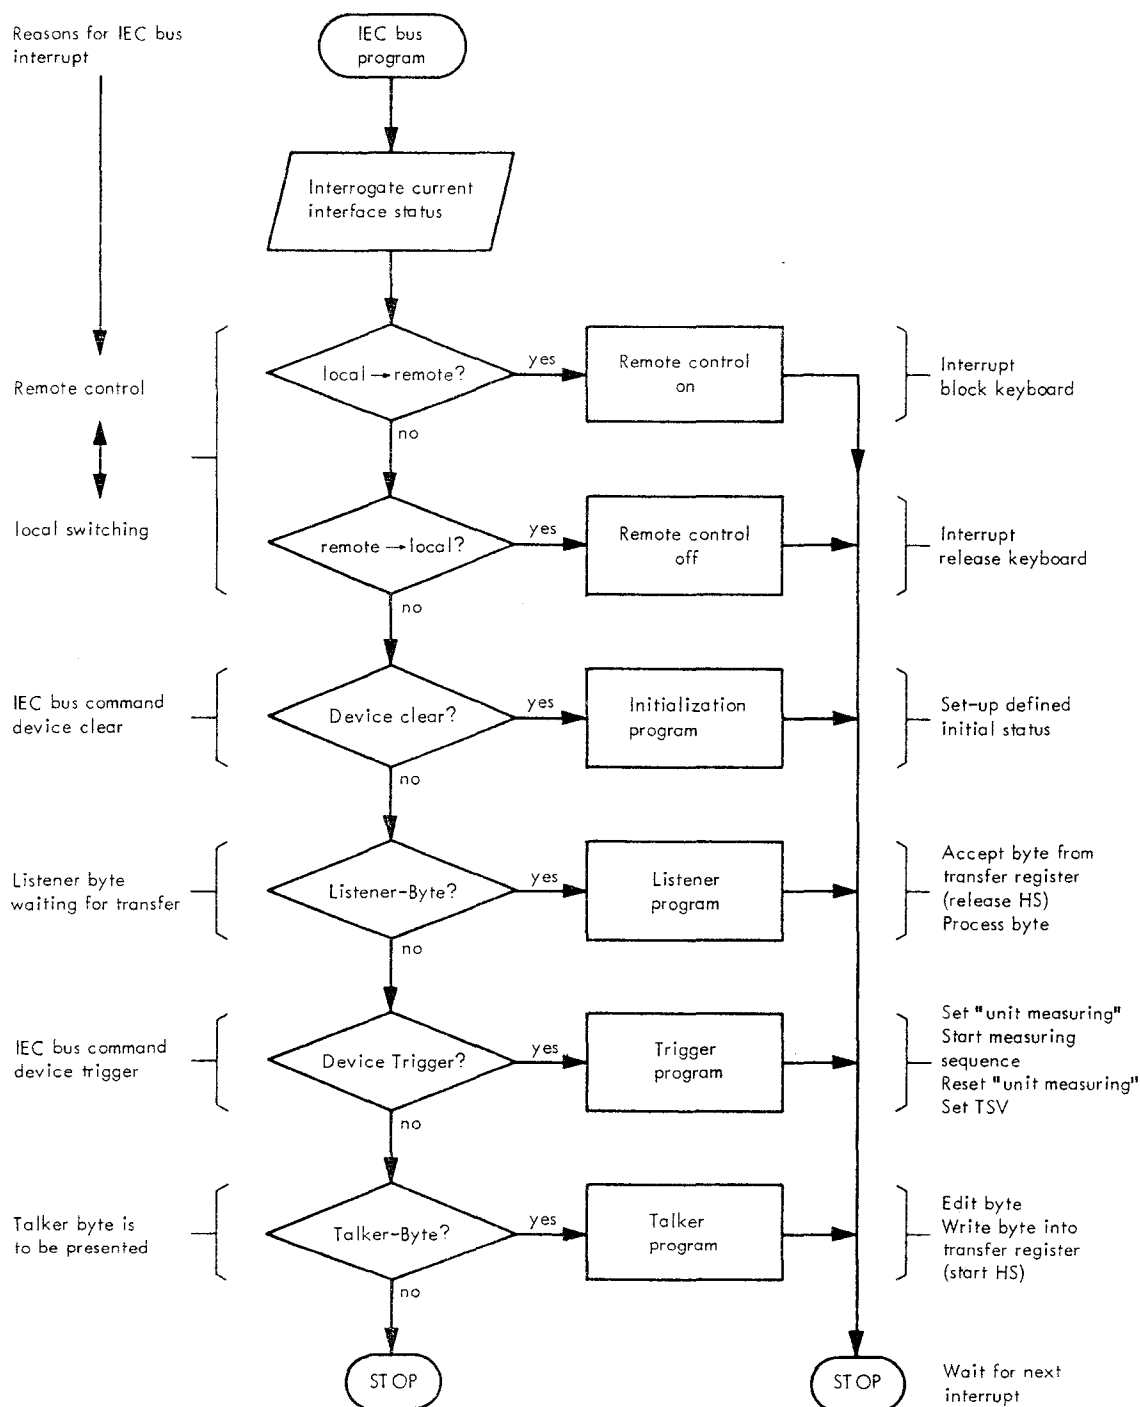 Reasons for IEC bus
interrupt
IEC bus
program
Interrogate current
interface status
Remote control
local switching
local → remote?
yes
no
Remote control
on
Interrupt
block keyboard
remote → local?
yes
no
Remote control
off
Interrupt
release keyboard
IEC bus command
device clear
Device clear?
yes
no
Initialization
program
Set-up defined
initial status
Listener byte
waiting for transfer
Listener-Byte?
yes
no
Listener
program
Accept byte from
transfer register
(release HS)
Process byte
IEC bus command
device trigger
Device Trigger?
yes
no
Trigger
program
Set "unit measuring"
Start measuring
sequence
Reset "unit measuring"
Set TSV
Talker byte is
to be presented
Talker-Byte?
yes
no
Talker
program
Edit byte
Write byte into
transfer register
(start HS)
STOP
STOP
Wait for next
interrupt